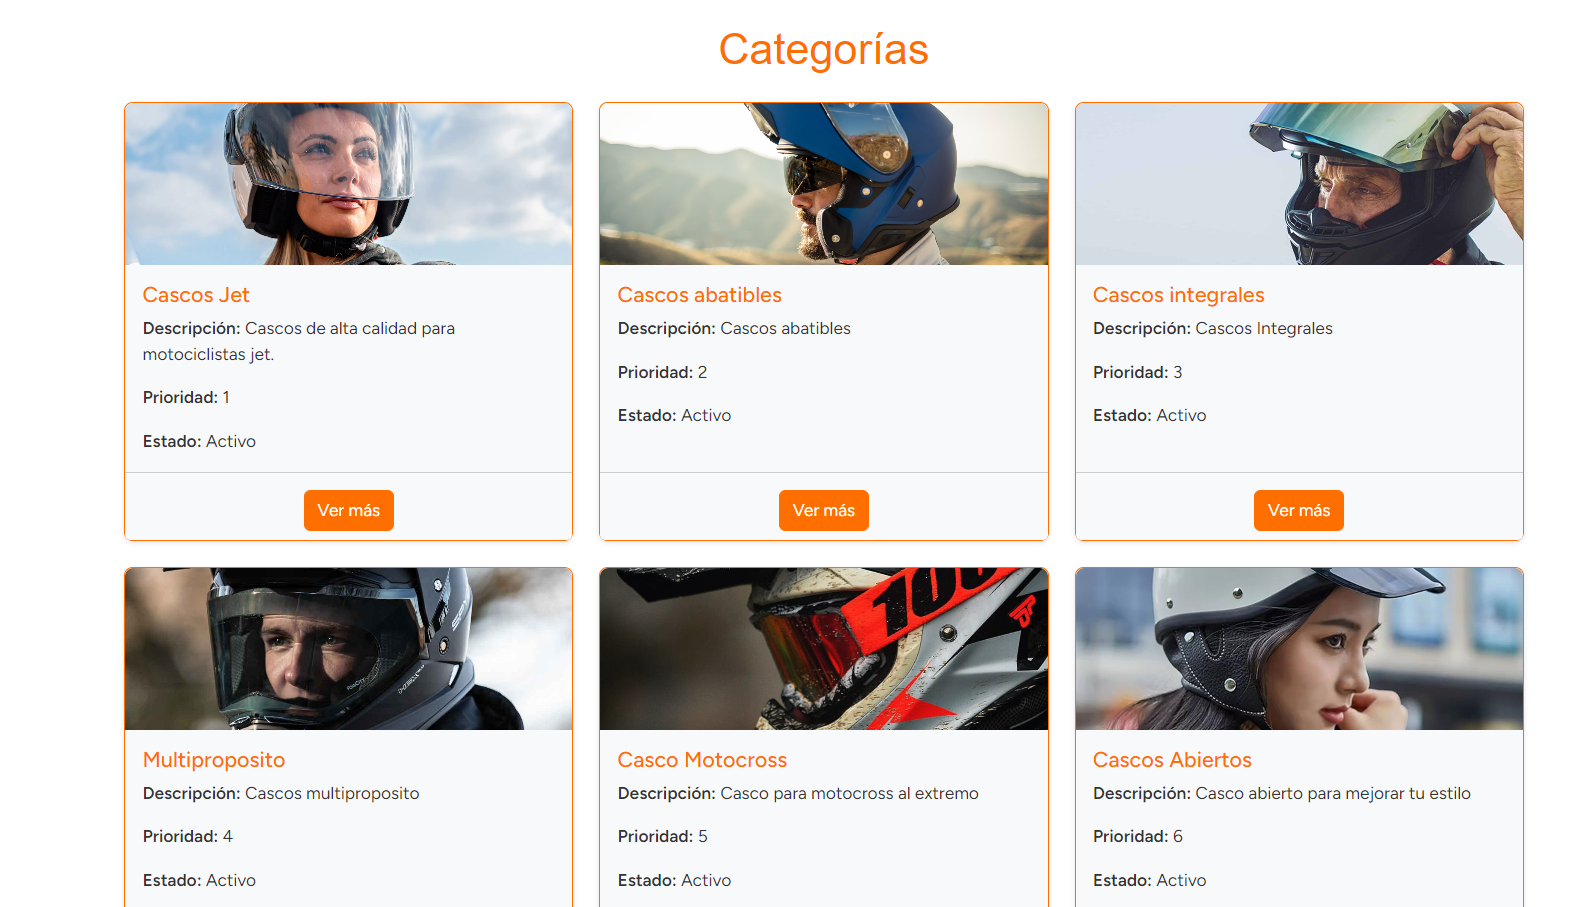 Categorías
Cascos Jet
Descripción: Cascos de alta calidad para
motociclistas jet.
Prioridad: 1
Estado: Activo
Ver más
Cascos abatibles
Descripción: Cascos abatibles
Prioridad: 2
Estado: Activo
Ver más
Cascos integrales
Descripción: Cascos Integrales
Prioridad: 3
Estado: Activo
Ver más
Multiproposito
Descripción: Cascos multiproposito
Prioridad: 4
Estado: Activo
100
Casco Motocross
Descripción: Casco para motocross al extremo
Prioridad: 5
Estado: Activo
Cascos Abiertos
Descripción: Casco abierto para mejorar tu estilo
Prioridad: 6
Estado: Activo